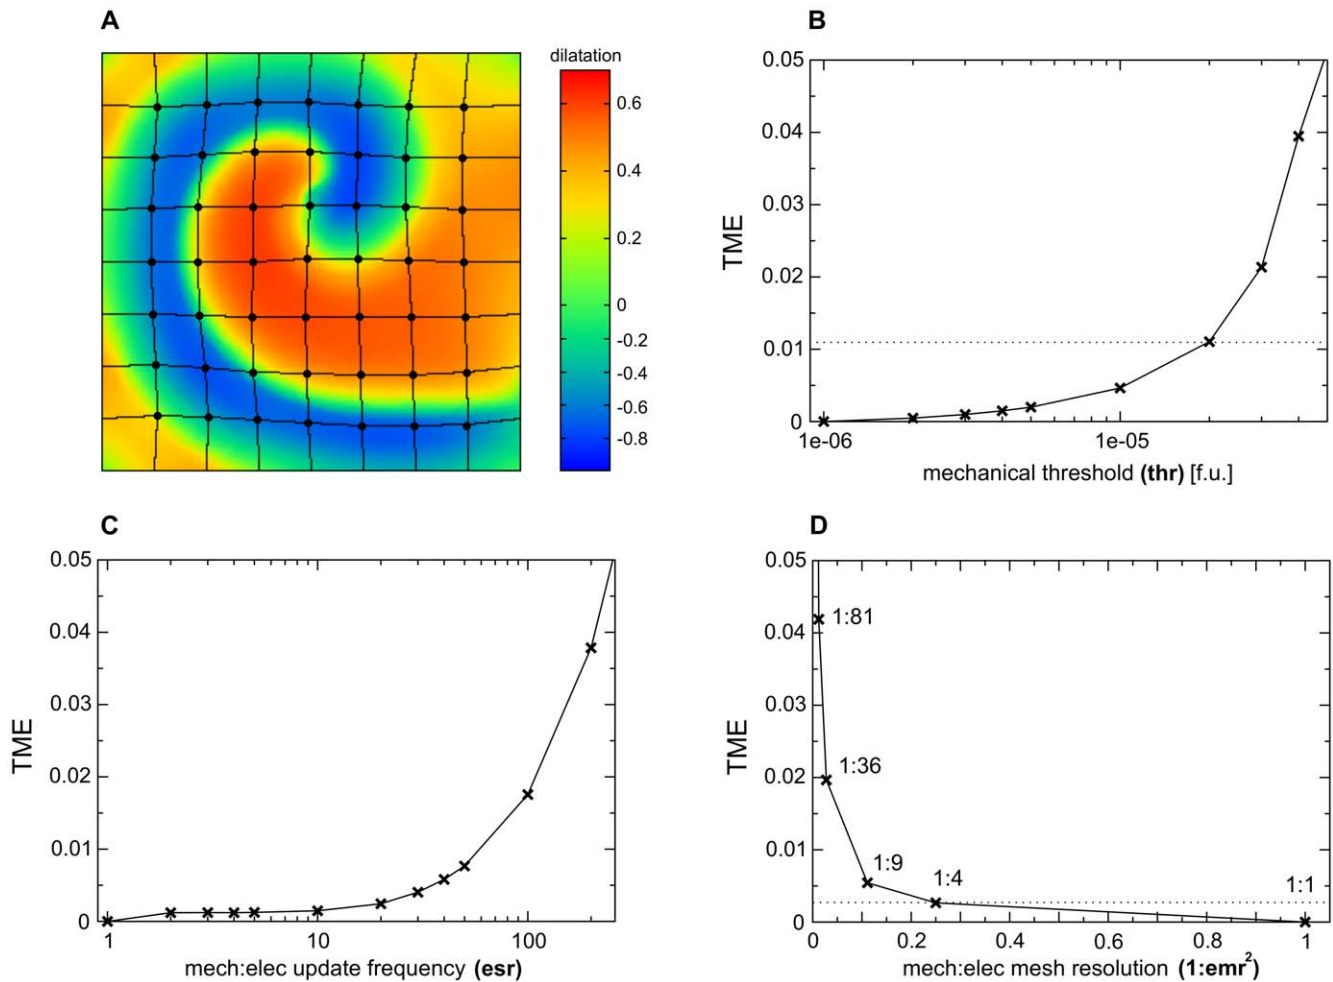 A
dilatation
0.6
0.4
0.2
0
-0.2
-0.4
-0.6
-0.8
B
0.05
0.04
0.03
0.02
0.01
0
TME
1e-06 1e-05
mechanical threshold (thr) [f.u.]
C
0.05
0.04
0.03
0.02
0.01
0
TME
1 10 100
mech:elec update frequency (esr)
D
0.05
0.04
0.03
0.02
0.01
0
TME
1:81
1:36
1:9
1:4
1:1
0 0.2 0.4 0.6 0.8 1
mech:elec mesh resolution (1:emr²)